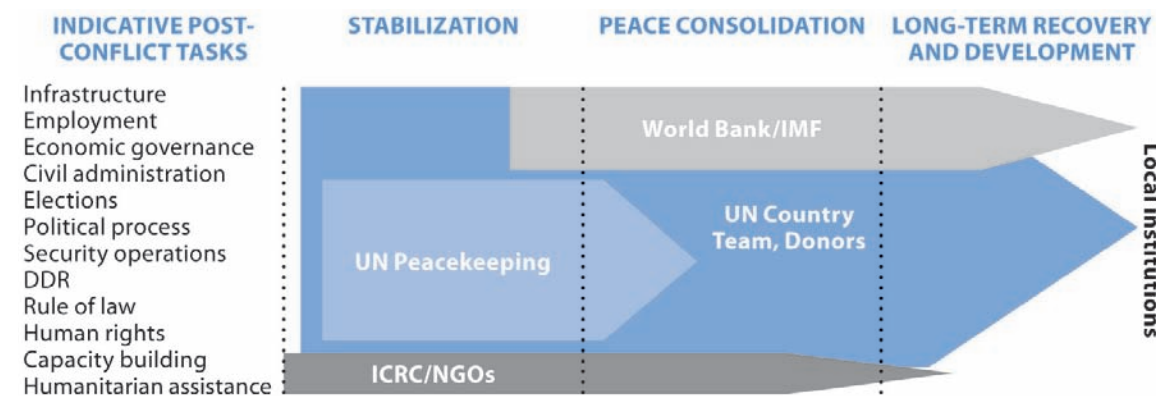 INDICATIVE POST-
CONFLICT TASKS
STABILIZATION
PEACE CONSOLIDATION
LONG-TERM RECOVERY
AND DEVELOPMENT
Infrastructure
Employment
Economic governance
Civil administration
Elections
Political process
Security operations
DDR
Rule of law
Human rights
Capacity building
Humanitarian assistance
World Bank/IMF
UN Country
Team, Donors
UN Peacekeeping
ICRC/NGOs
Local institutions